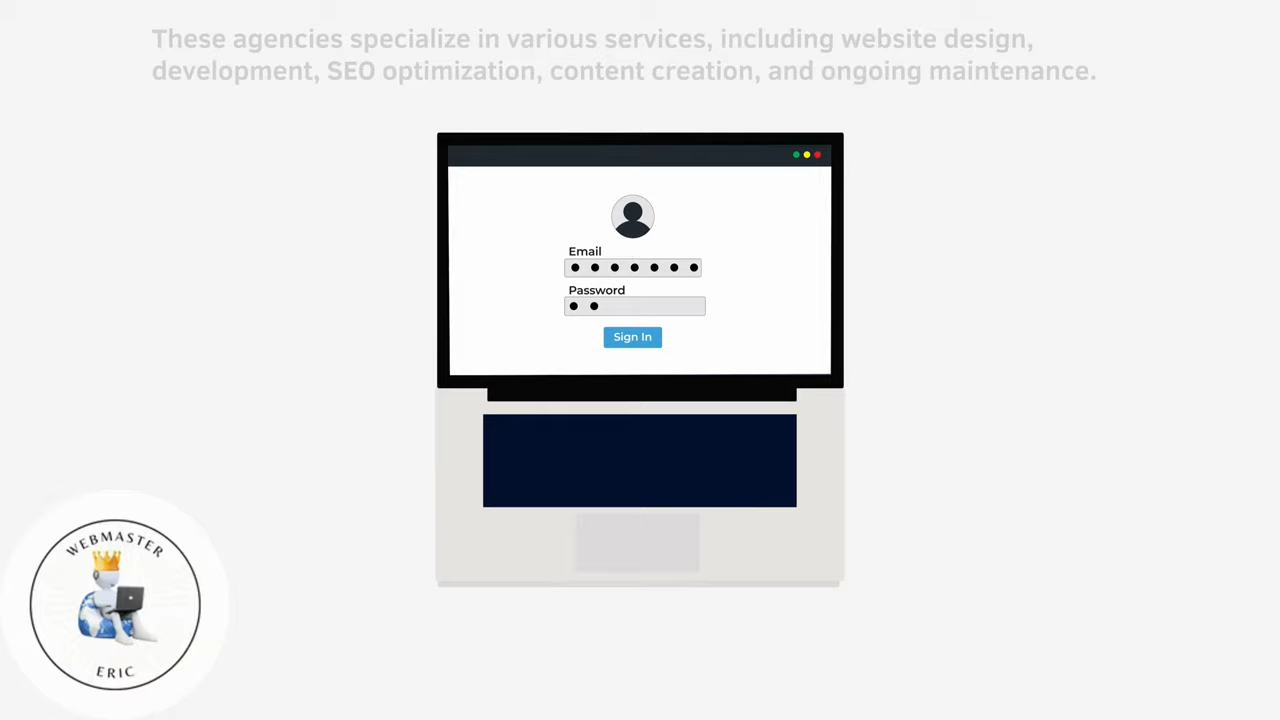 These agencies specialize in various services, including website design,
development, SEO optimization, content creation, and ongoing maintenance.
Email
Password
Sign In
WEBMASTER
ERIC